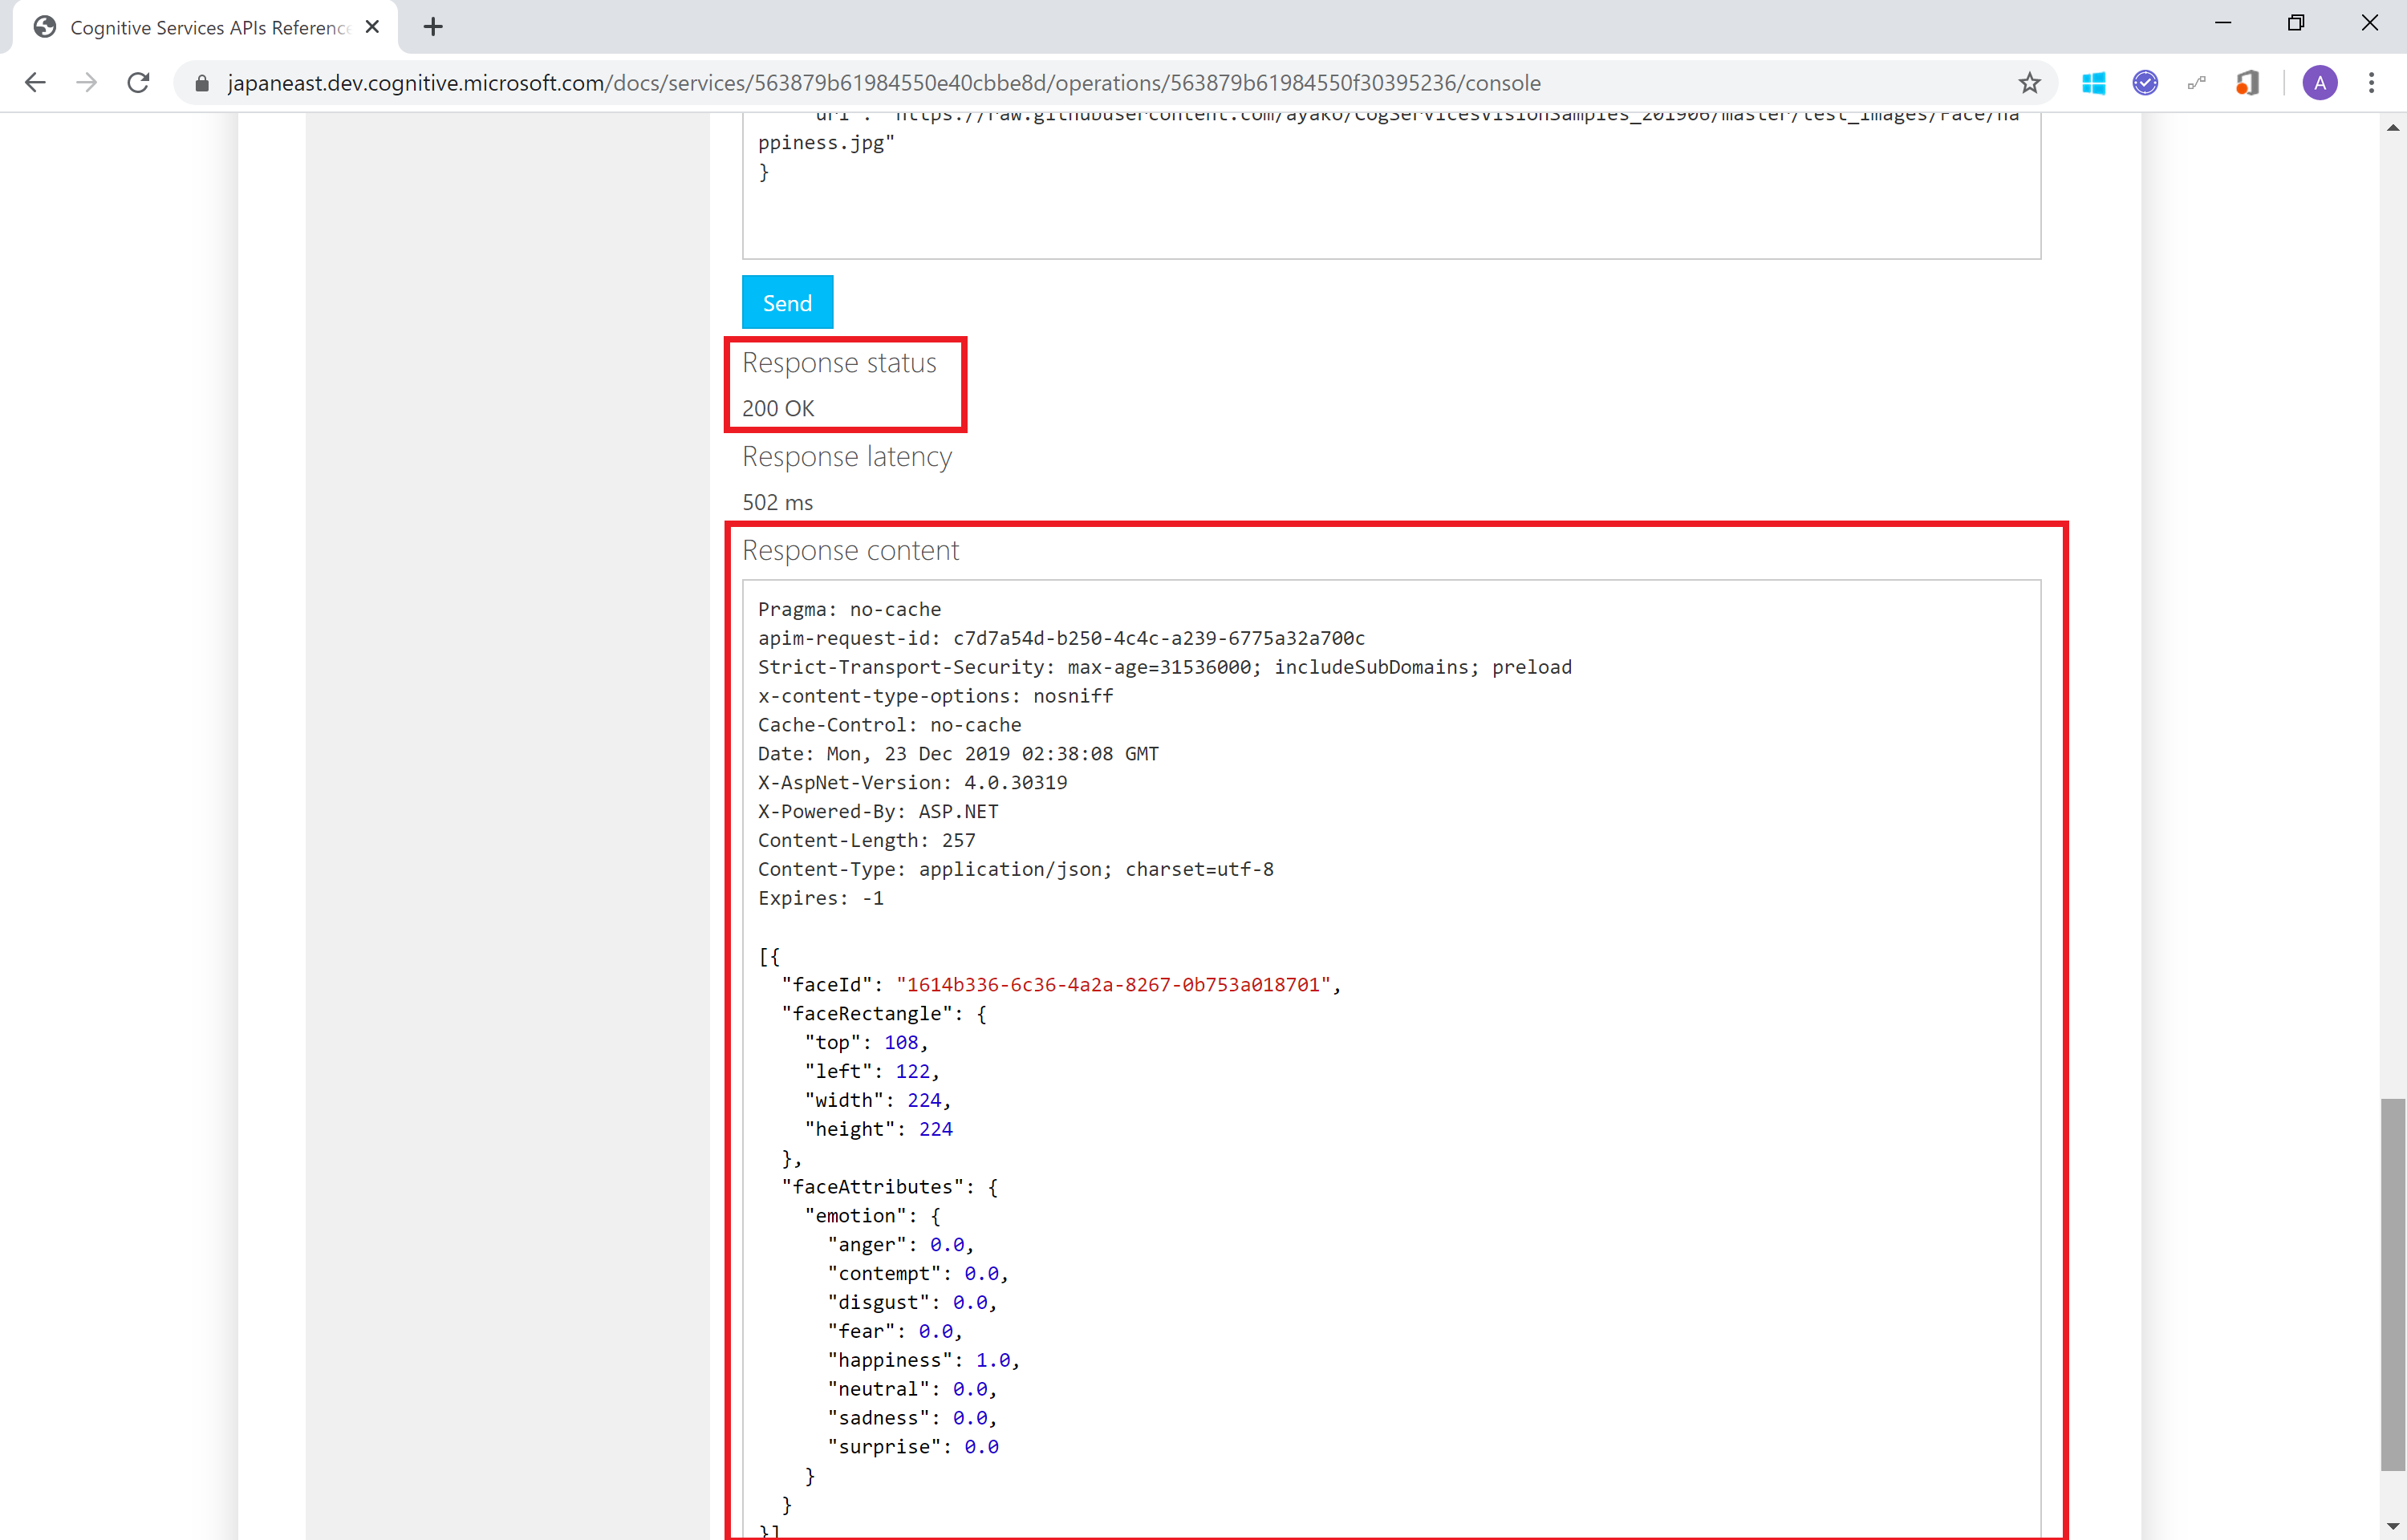 Cognitive Services APIs Reference
japaneast.dev.cognitive.microsoft.com/docs/services/563879b61984550e40cbbe8d/operations/563879b61984550f30395236/console
A
"url": "https://raw.githubusercontent.com/ayako/CogServicesVisionSamples_201906/master/test_images/Face/ha
ppiness.jpg"
}
Send
Response status
200 OK
Response latency
502 ms
Response content
Pragma: no-cache
apim-request-id: c7d7a54d-b250-4c4c-a239-6775a32a700c
Strict-Transport-Security: max-age=31536000; includeSubDomains; preload
x-content-type-options: nosniff
Cache-Control: no-cache
Date: Mon, 23 Dec 2019 02:38:08 GMT
X-AspNet-Version: 4.0.30319
X-Powered-By: ASP.NET
Content-Length: 257
Content-Type: application/json; charset=utf-8
Expires: -1
[{
"faceId": "1614b336-6c36-4a2a-8267-0b753a018701",
"faceRectangle": {
"top": 108,
"left": 122,
"width": 224,
"height": 224
},
"faceAttributes": {
"emotion": {
"anger": 0.0,
"contempt": 0.0,
"disgust": 0.0,
"fear": 0.0,
"happiness": 1.0,
"neutral": 0.0,
"sadness": 0.0,
"surprise": 0.0
}
}
}]